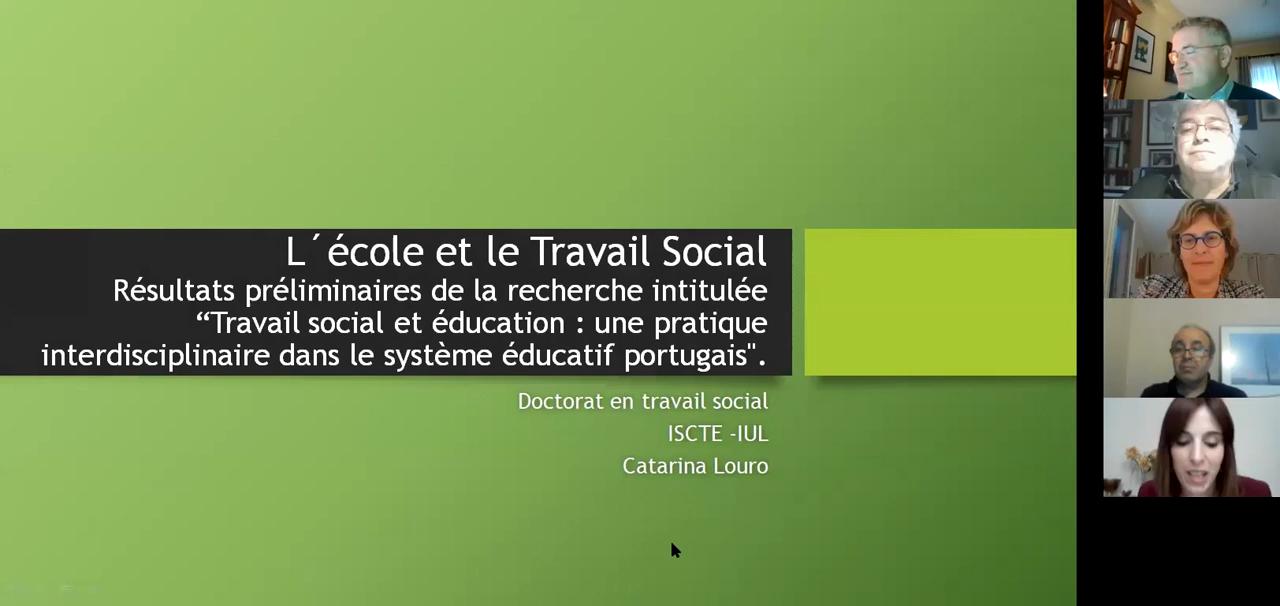 L´école et le Travail Social
Résultats préliminaires de la recherche intitulée
“Travail social et éducation : une pratique
interdisciplinaire dans le système éducatif portugais".
Doctorat en travail social
ISCTE -IUL
Catarina Louro